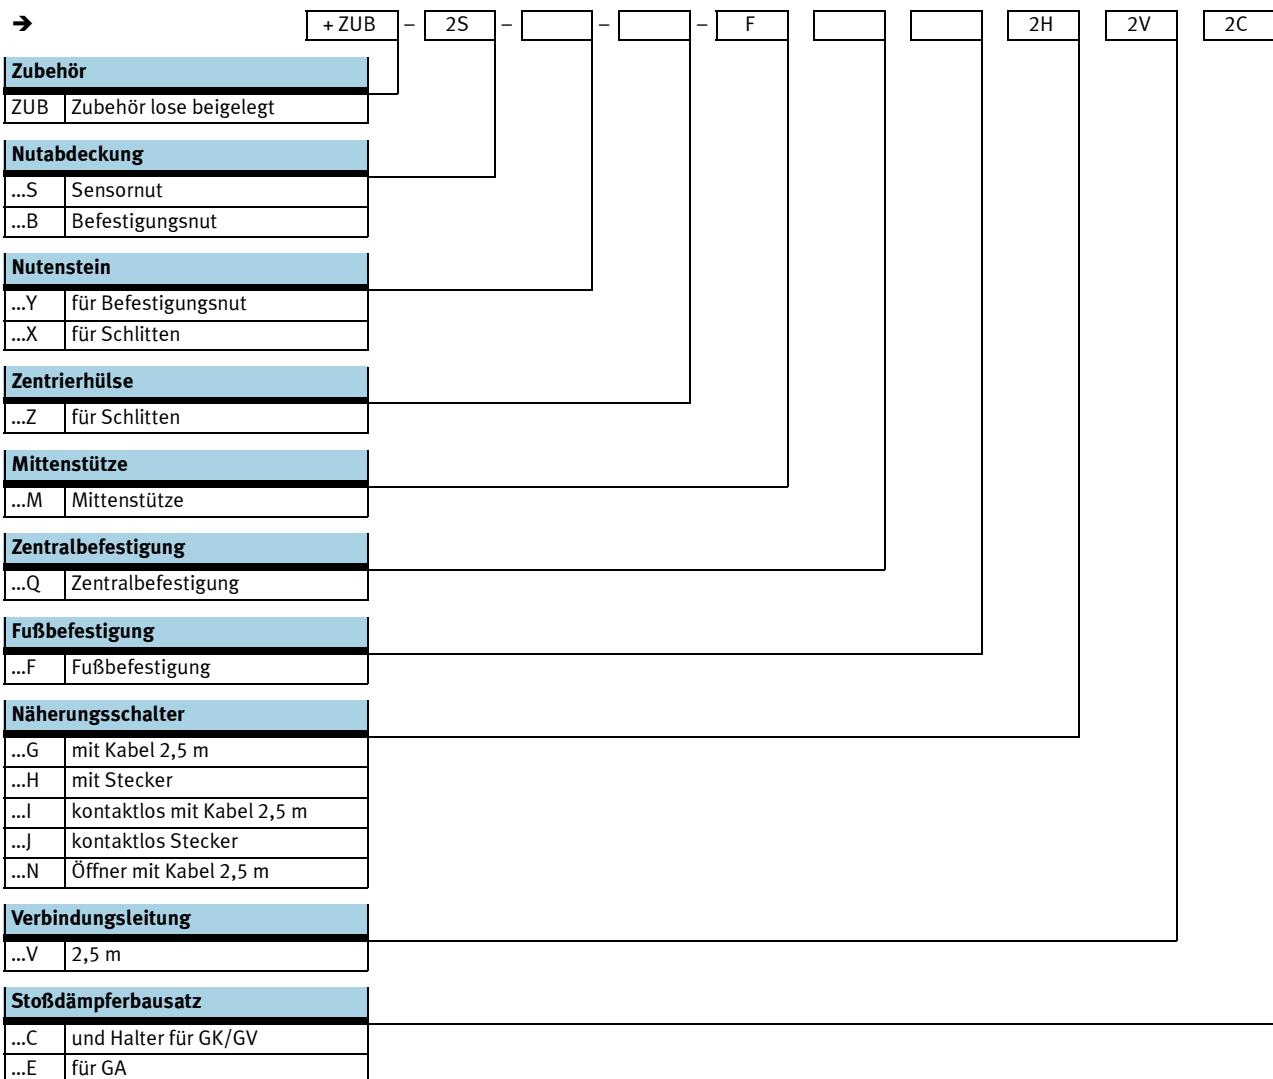 ➔ + ZUB – 2S – – – F 2H 2V 2C
Zubehör
ZUB Zubehör lose beigelegt
Nutabdeckung
...S Sensornut
...B Befestigungsnut
Nutenstein
...Y für Befestigungsnut
...X für Schlitten
Zentrierhülse
...Z für Schlitten
Mittenstütze
...M Mittenstütze
Zentralbefestigung
...Q Zentralbefestigung
Fußbefestigung
...F Fußbefestigung
Näherungsschalter
...G mit Kabel 2,5 m
...H mit Stecker
...I kontaktlos mit Kabel 2,5 m
...J kontaktlos Stecker
...N Öffner mit Kabel 2,5 m
Verbindungsleitung
...V 2,5 m
Stoßdämpferbausatz
...C und Halter für GK/GV
...E für GA